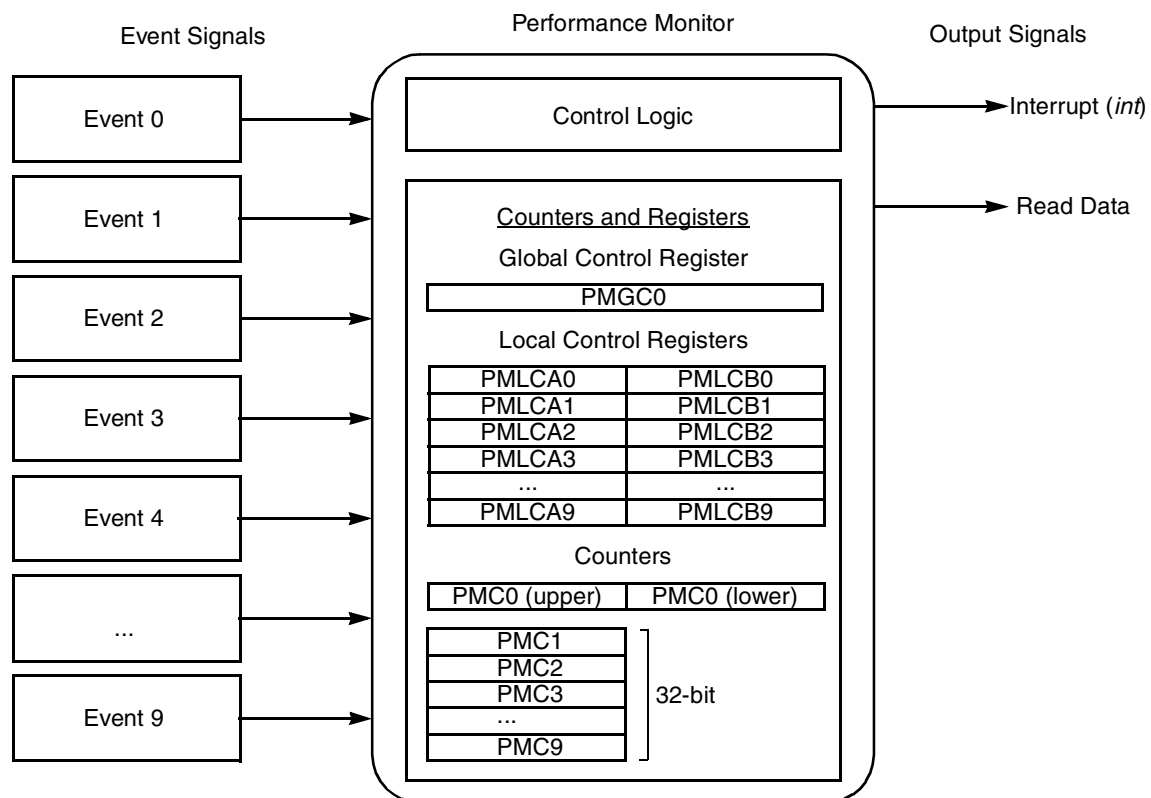 Event Signals
Performance Monitor
Output Signals
Event 0
Event 1
Event 2
Event 3
Event 4
...
Event 9
Control Logic
Counters and Registers
Global Control Register
PMGC0
Local Control Registers
PMLCA0 PMLCB0
PMLCA1 PMLCB1
PMLCA2 PMLCB2
PMLCA3 PMLCB3
... ...
PMLCA9 PMLCB9
Counters
PMC0 (upper) PMC0 (lower)
PMC1
PMC2
PMC3
...
PMC9
32-bit
Interrupt (int)
Read Data